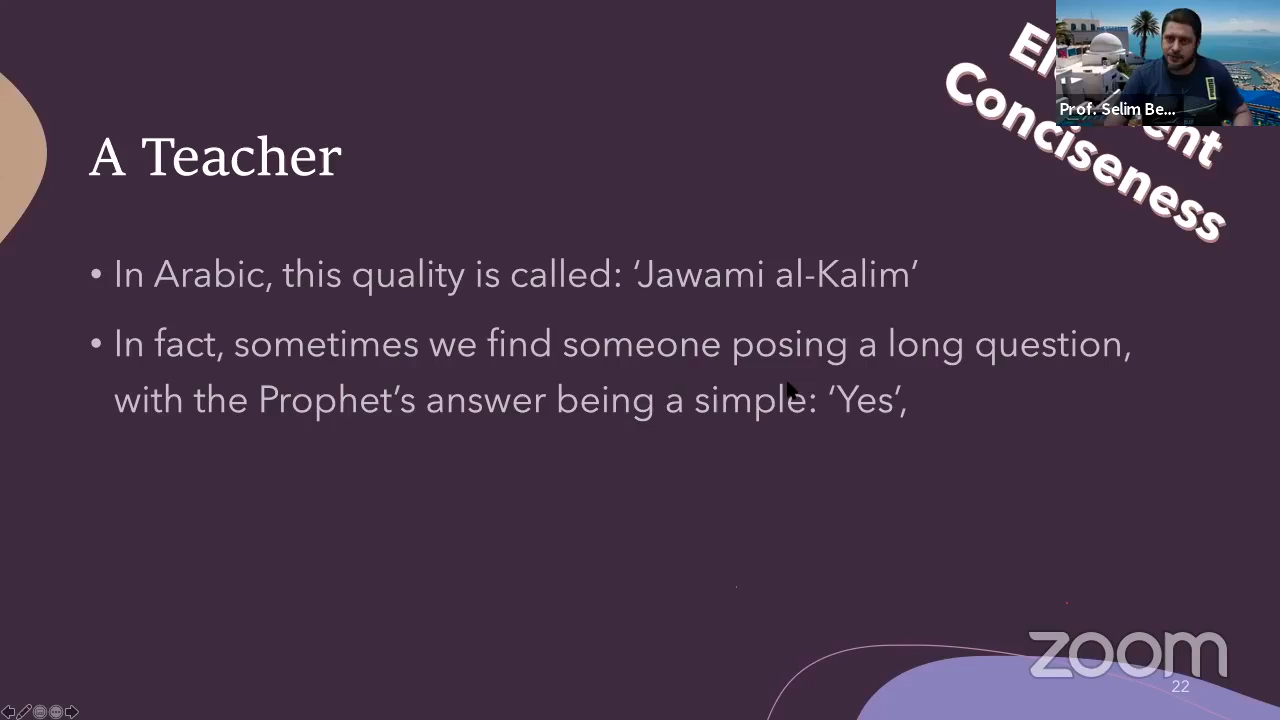 Conciseness
Prof. Selim Be...
A Teacher
• In Arabic, this quality is called: ‘Jawami al-Kalim’
• In fact, sometimes we find someone posing a long question,
with the Prophet’s answer being a simple: ‘Yes’,
zoom
22